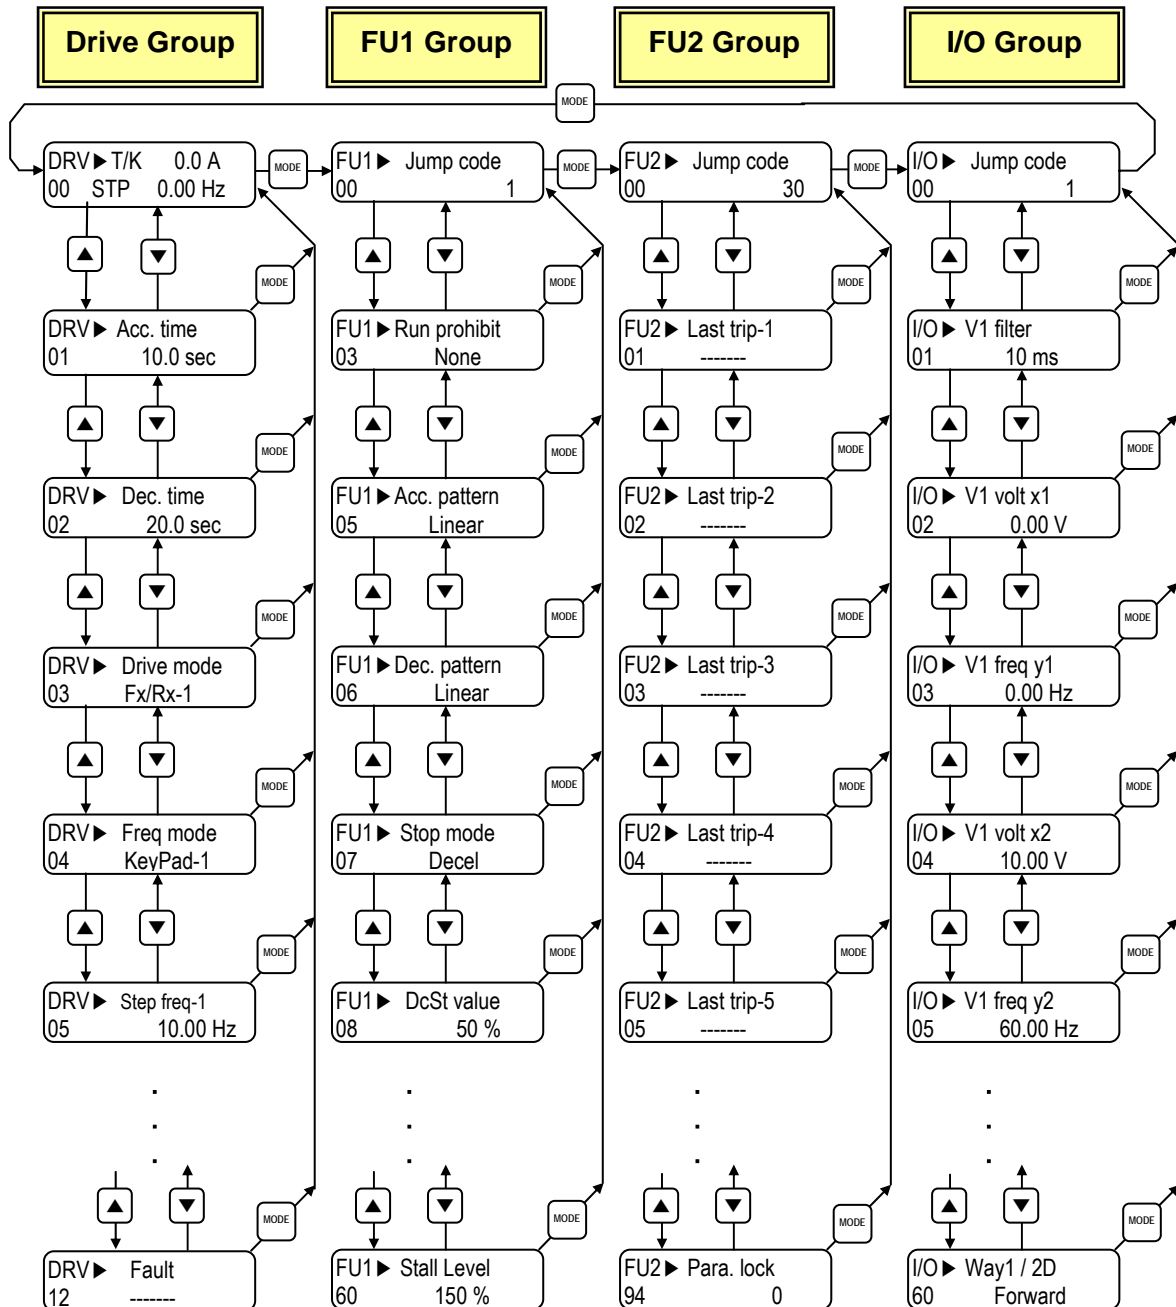 Drive Group FU1 Group FU2 Group I/O Group
MODE
DRV▶ T/K 0.0 A MODE FU1▶ Jump code MODE FU2▶ Jump code MODE I/O▶ Jump code
00 STP 0.00 Hz 00 1 00 30 00 1
MODE MODE MODE MODE
DRV▶ Acc. time FU1▶ Run prohibit FU2▶ Last trip-1 I/O▶ V1 filter
01 10.0 sec 03 None 01 ------- 01 10 ms
MODE MODE MODE MODE
DRV▶ Dec. time FU1▶ Acc. pattern FU2▶ Last trip-2 I/O▶ V1 volt x1
02 20.0 sec 05 Linear 02 ------- 02 0.00 V
MODE MODE MODE MODE
DRV▶ Drive mode FU1▶ Dec. pattern FU2▶ Last trip-3 I/O▶ V1 freq y1
03 Fx/Rx-1 06 Linear 03 ------- 03 0.00 Hz
MODE MODE MODE MODE
DRV▶ Freq mode FU1▶ Stop mode FU2▶ Last trip-4 I/O▶ V1 volt x2
04 KeyPad-1 07 Decel 04 ------- 04 10.00 V
MODE MODE MODE MODE
DRV▶ Step freq-1 FU1▶ DcSt value FU2▶ Last trip-5 I/O▶ V1 freq y2
05 10.00 Hz 08 50 % 05 ------- 05 60.00 Hz
MODE MODE MODE MODE
DRV▶ Fault FU1▶ Stall Level FU2▶ Para. lock I/O▶ Way1 / 2D
12 ------- 60 150 % 94 0 60 Forward